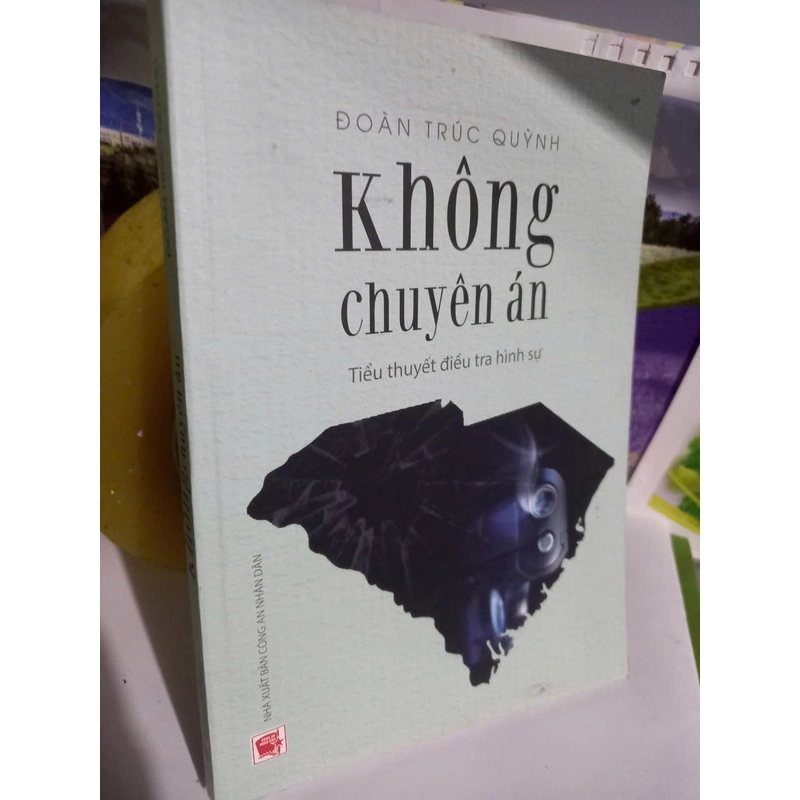 ĐOÀN TRÚC QUỲNH
Không
chuyên án
Tiểu thuyết điều tra hình sự
NHÀ XUẤT BẢN CÔNG AN NHÂN DÂN